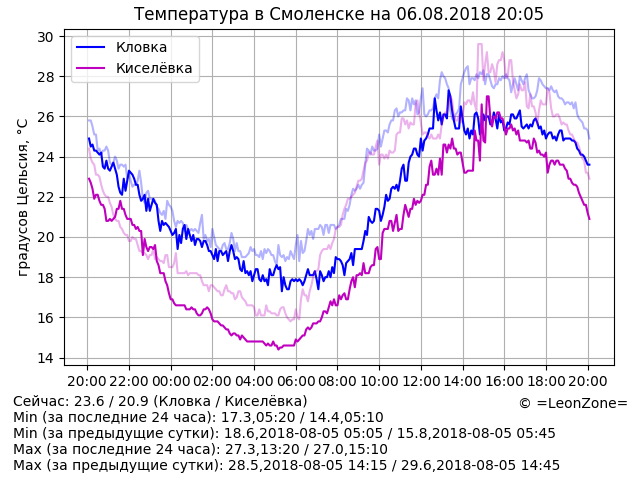 Температура в Смоленске на 06.08.2018 20:05
Кловка
Киселёвка
градусов Цельсия, °C
30
28
26
24
22
20
18
16
14
20:00 22:00 00:00 02:00 04:00 06:00 08:00 10:00 12:00 14:00 16:00 18:00 20:00
Сейчас: 23.6 / 20.9 (Кловка / Киселёвка)
© =LeonZone=
Min (за последние 24 часа): 17.3,05:20 / 14.4,05:10
Min (за предыдущие сутки): 18.6,2018-08-05 05:05 / 15.8,2018-08-05 05:45
Max (за последние 24 часа): 27.3,13:20 / 27.0,15:10
Max (за предыдущие сутки): 28.5,2018-08-05 14:15 / 29.6,2018-08-05 14:45